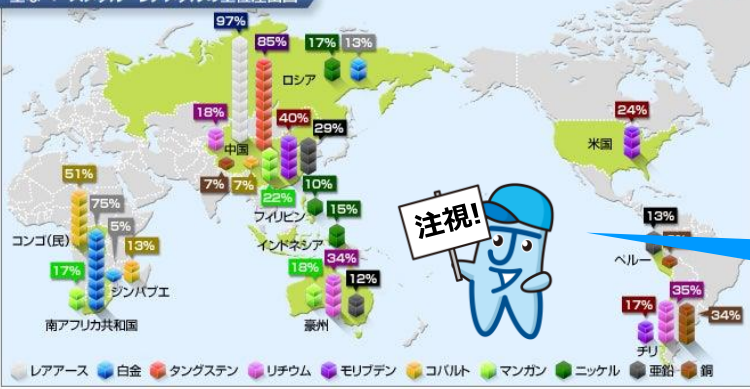 97%
85%
17%
13%
ロシア
18%
40%
29%
24%
米国
中国
7%
7%
22%
10%
フィリピン
15%
51%
75%
5%
13%
コンゴ(民)
17%
ジンバブエ
南アフリカ共和国
インドネシア
18%
34%
12%
豪州
注視!
13%
ペルー
35%
17%
34%
チリ
レアアース 白金 タングステン リチウム モリブデン コバルト マンガン ニッケル 亜鉛 銅